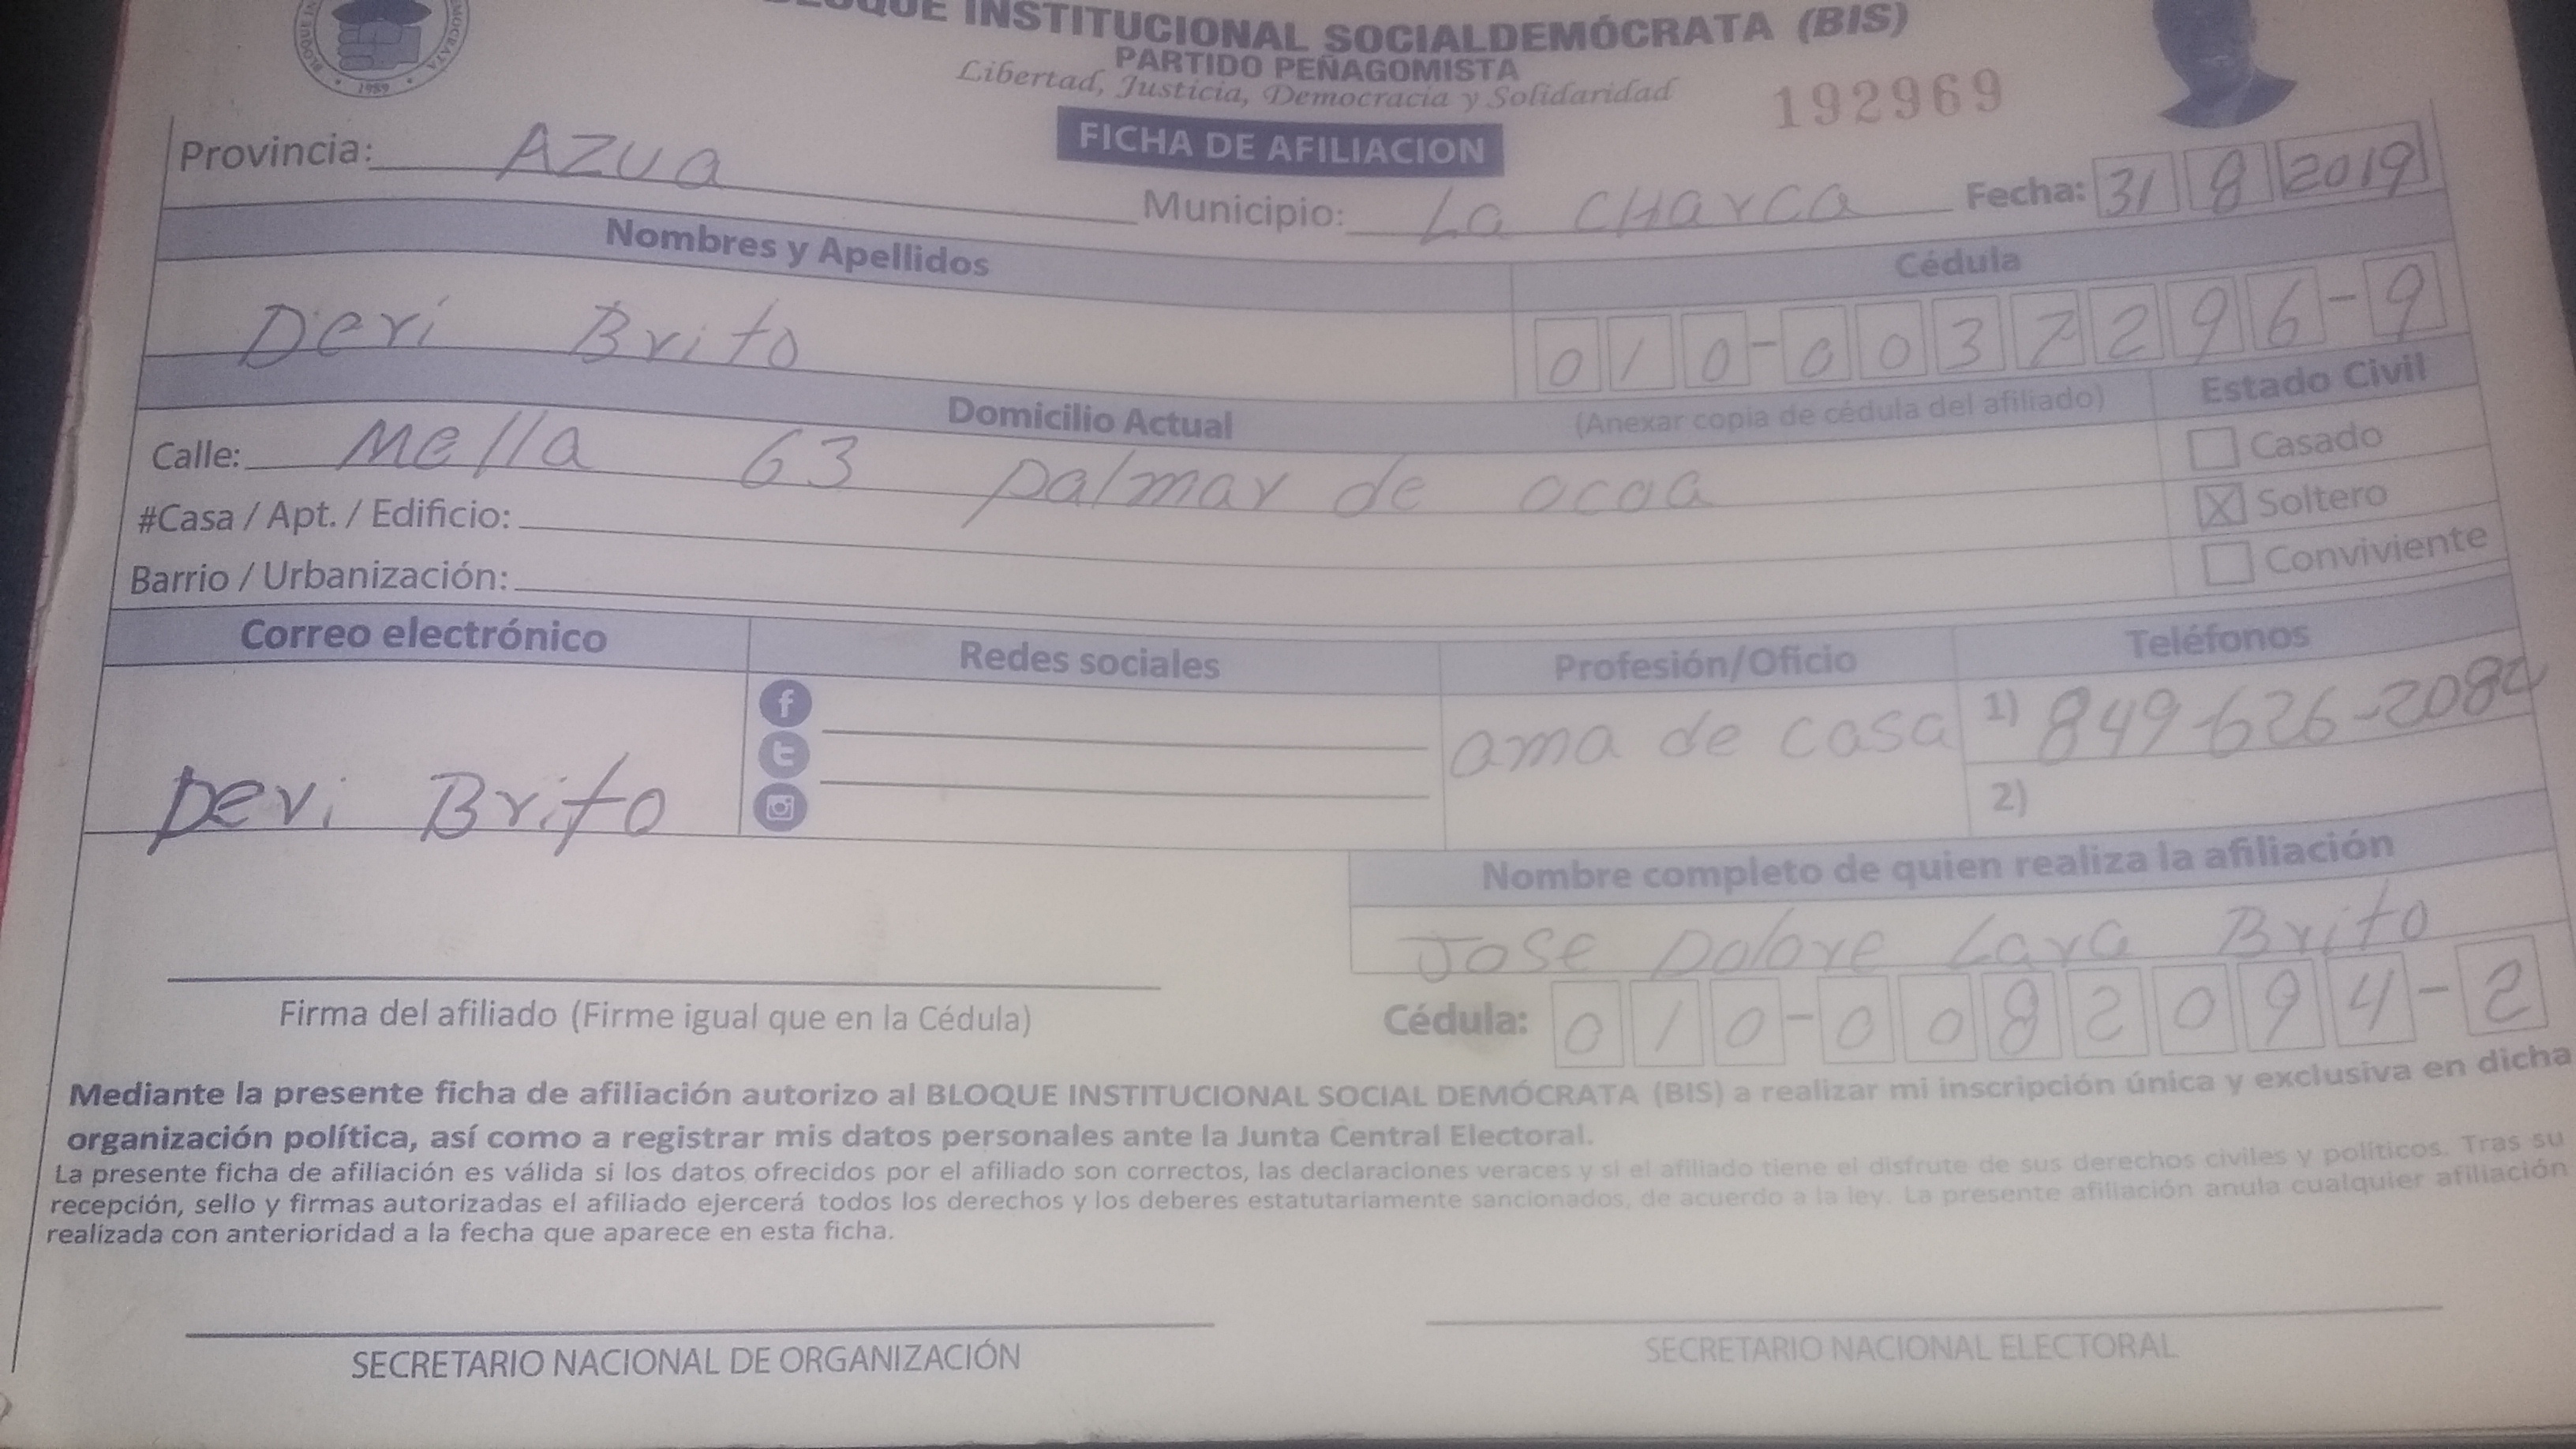 BLOQUE INSTITUCIONAL SOCIALDEMÓCRATA (BIS)
PARTIDO PEÑAGOMISTA
Libertad, Justicia, Democracia y Solidaridad
192969
1989
FICHA DE AFILIACION
Provincia: AZUA
Municipio: La CHarca
Fecha: 31 8 2019
Nombres y Apellidos
Cédula
Deri Brito
010-0037296-9
Domicilio Actual
(Anexar copia de cédula del afiliado)
Estado Civil
Calle: Mella 63 palmar de ocoa
Casado
#Casa / Apt. / Edificio:
X Soltero
Barrio / Urbanización:
Conviviente
Correo electrónico
Redes sociales
Profesión/Oficio
Teléfonos
Devi Brito
ama de casa
1) 849-626-208
2)
Nombre completo de quien realiza la afiliación
Jose Dolore Lara Brito
Firma del afiliado (Firme igual que en la Cédula)
Cédula: 010-0082094-2
Mediante la presente ficha de afiliación autorizo al BLOQUE INSTITUCIONAL SOCIAL DEMÓCRATA (BIS) a realizar mi inscripción única y exclusiva en dicha
organización política, así como a registrar mis datos personales ante la Junta Central Electoral.
La presente ficha de afiliación es válida si los datos ofrecidos por el afiliado son correctos, las declaraciones veraces y si el afiliado tiene el disfrute de sus derechos civiles y políticos. Tras su
recepción, sello y firmas autorizadas el afiliado ejercerá todos los derechos y los deberes estatutariamente sancionados, de acuerdo a la ley. La presente afiliación anula cualquier afiliación
realizada con anterioridad a la fecha que aparece en esta ficha.
SECRETARIO NACIONAL DE ORGANIZACIÓN
SECRETARIO NACIONAL ELECTORAL